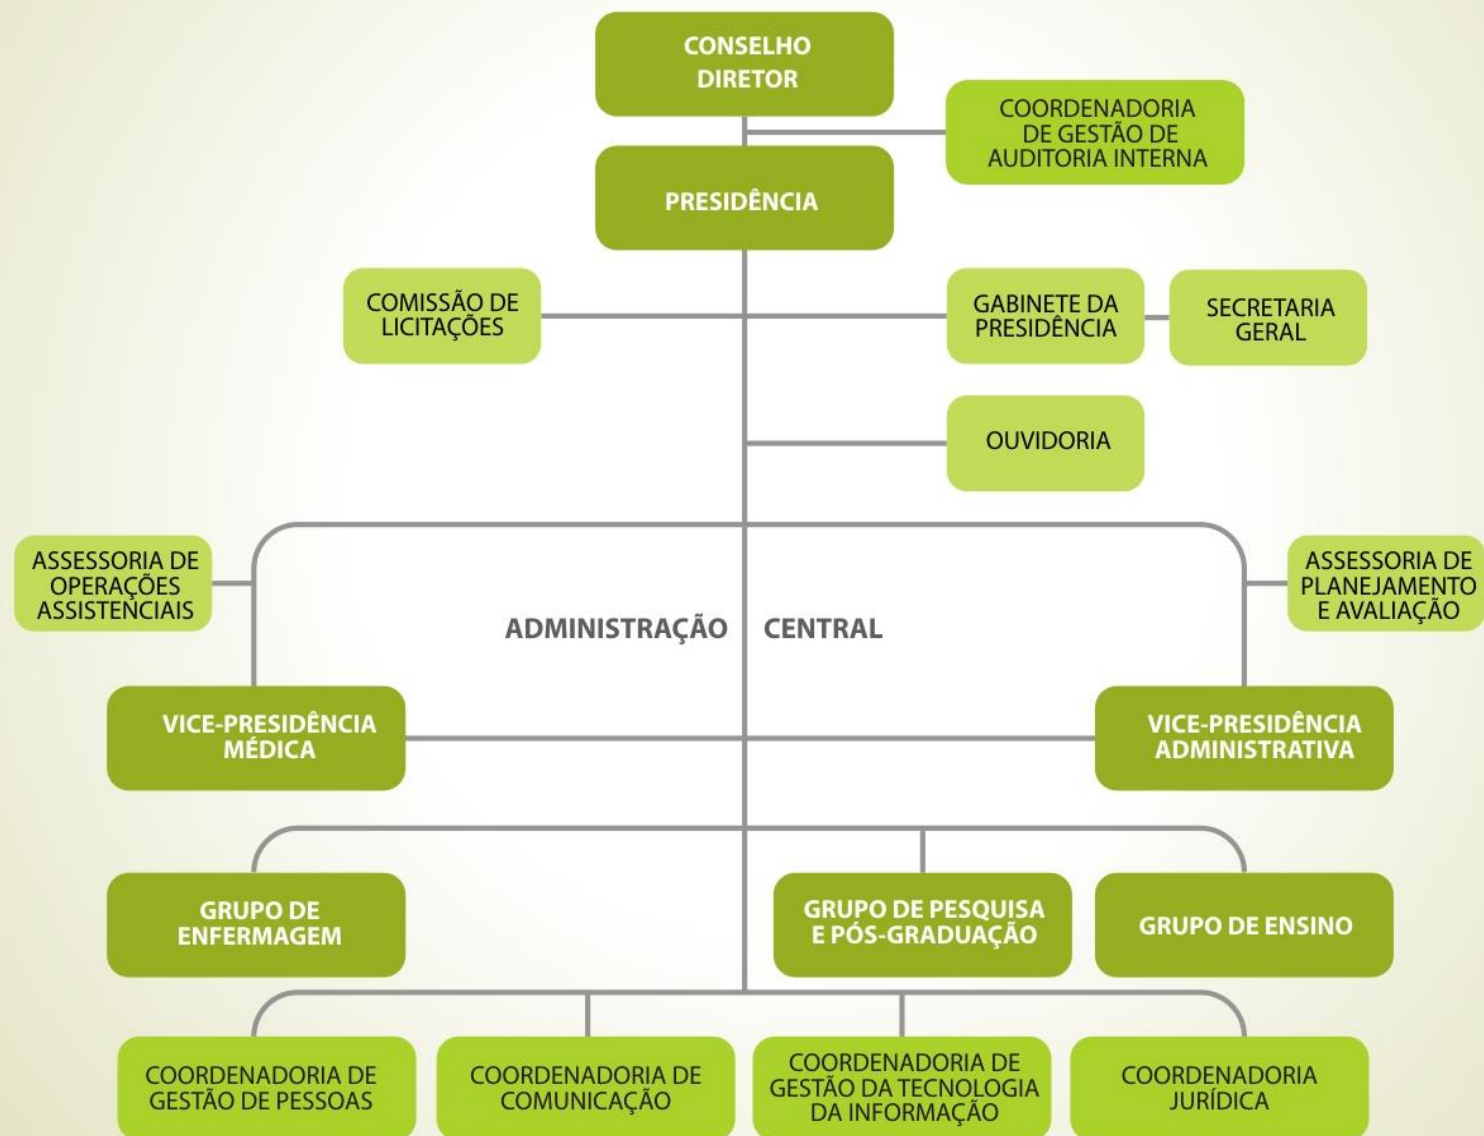 CONSELHO
DIRETOR
COORDENADORIA
DE GESTÃO DE
AUDITORIA INTERNA
PRESIDÊNCIA
COMISSÃO DE
LICITAÇÕES
GABINETE DA
PRESIDÊNCIA
SECRETARIA
GERAL
OUVIDORIA
ASSESSORIA DE
OPERAÇÕES
ASSISTENCIAIS
ASSESSORIA DE
PLANEJAMENTO
E AVALIAÇÃO
ADMINISTRAÇÃO CENTRAL
VICE-PRESIDÊNCIA
MÉDICA
VICE-PRESIDÊNCIA
ADMINISTRATIVA
GRUPO DE
ENFERMAGEM
GRUPO DE PESQUISA
E PÓS-GRADUAÇÃO
GRUPO DE ENSINO
COORDENADORIA DE
GESTÃO DE PESSOAS
COORDENADORIA DE
COMUNICAÇÃO
COORDENADORIA DE
GESTÃO DA TECNOLOGIA
DA INFORMAÇÃO
COORDENADORIA
JURÍDICA